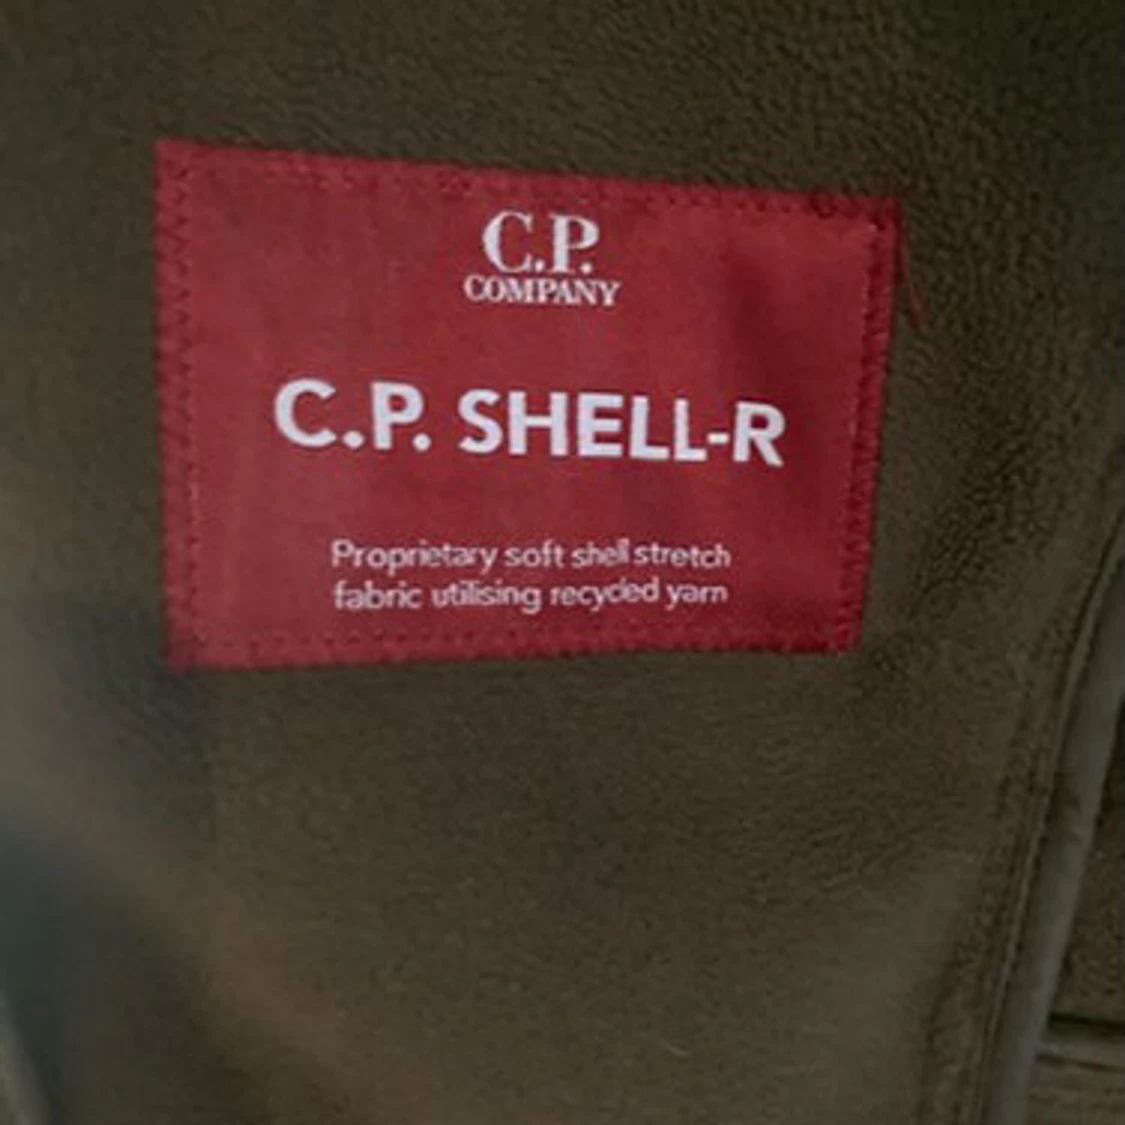 C.P.
COMPANY
C.P. SHELL-R
Proprietary soft shell stretch
fabric utilising recycled yarn